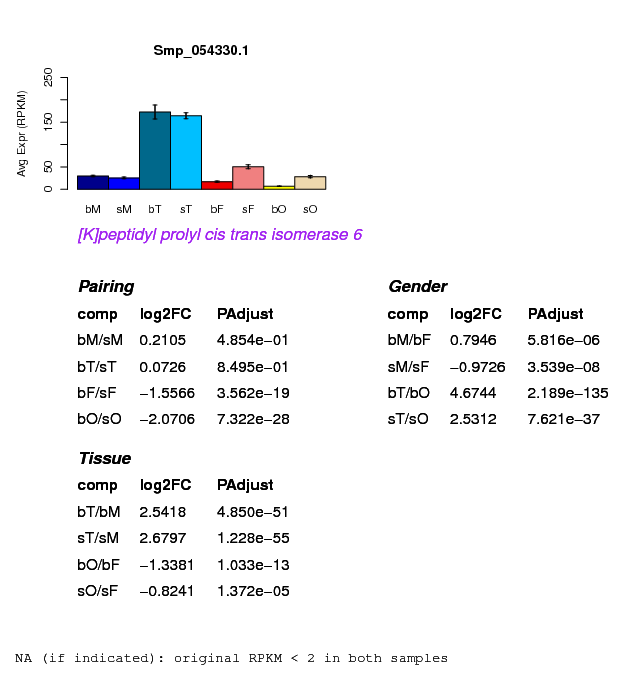 Smp_054330.1
Avg Expr (RPKM)
0 50 150 250
bM sM bT sT bF sF bO sO
[K]peptidyl prolyl cis trans isomerase 6
Pairing
comp log2FC PAdjust
bM/sM 0.2105 4.854e−01
bT/sT 0.0726 8.495e−01
bF/sF −1.5566 3.562e−19
bO/sO −2.0706 7.322e−28
Gender
comp log2FC PAdjust
bM/bF 0.7946 5.816e−06
sM/sF −0.9726 3.539e−08
bT/bO 4.6744 2.189e−135
sT/sO 2.5312 7.621e−37
Tissue
comp log2FC PAdjust
bT/bM 2.5418 4.850e−51
sT/sM 2.6797 1.228e−55
bO/bF −1.3381 1.033e−13
sO/sF −0.8241 1.372e−05
NA (if indicated): original RPKM < 2 in both samples